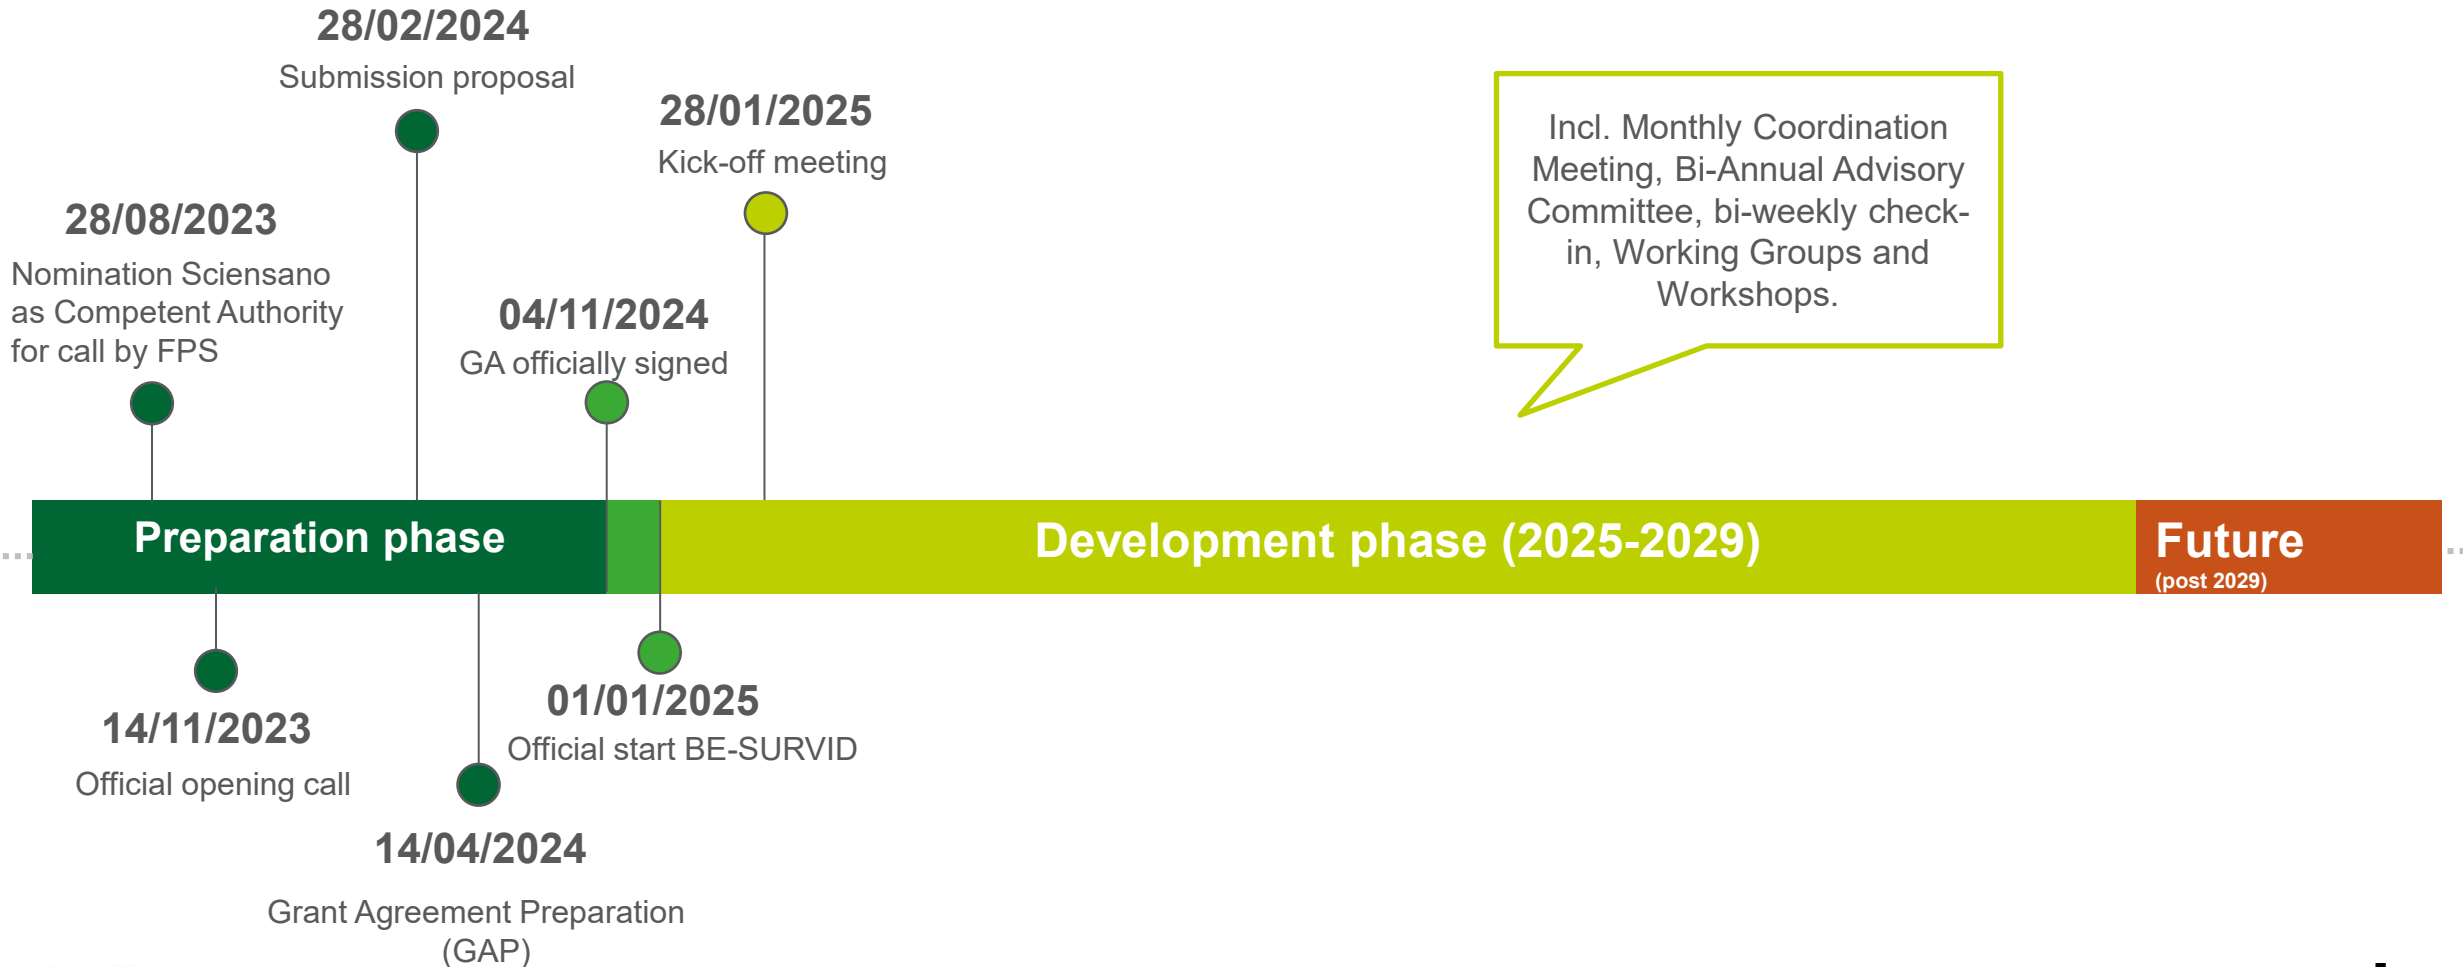 28/02/2024
Submission proposal
28/01/2025
Kick-off meeting
28/08/2023
Nomination Sciensano
as Competent Authority
for call by FPS
04/11/2024
GA officially signed
Incl. Monthly Coordination
Meeting, Bi-Annual Advisory
Committee, bi-weekly check-
in, Working Groups and
Workshops.
Preparation phase
Development phase (2025-2029)
Future
(post 2029)
14/11/2023
Official opening call
01/01/2025
Official start BE-SURVID
14/04/2024
Grant Agreement Preparation
(GAP)